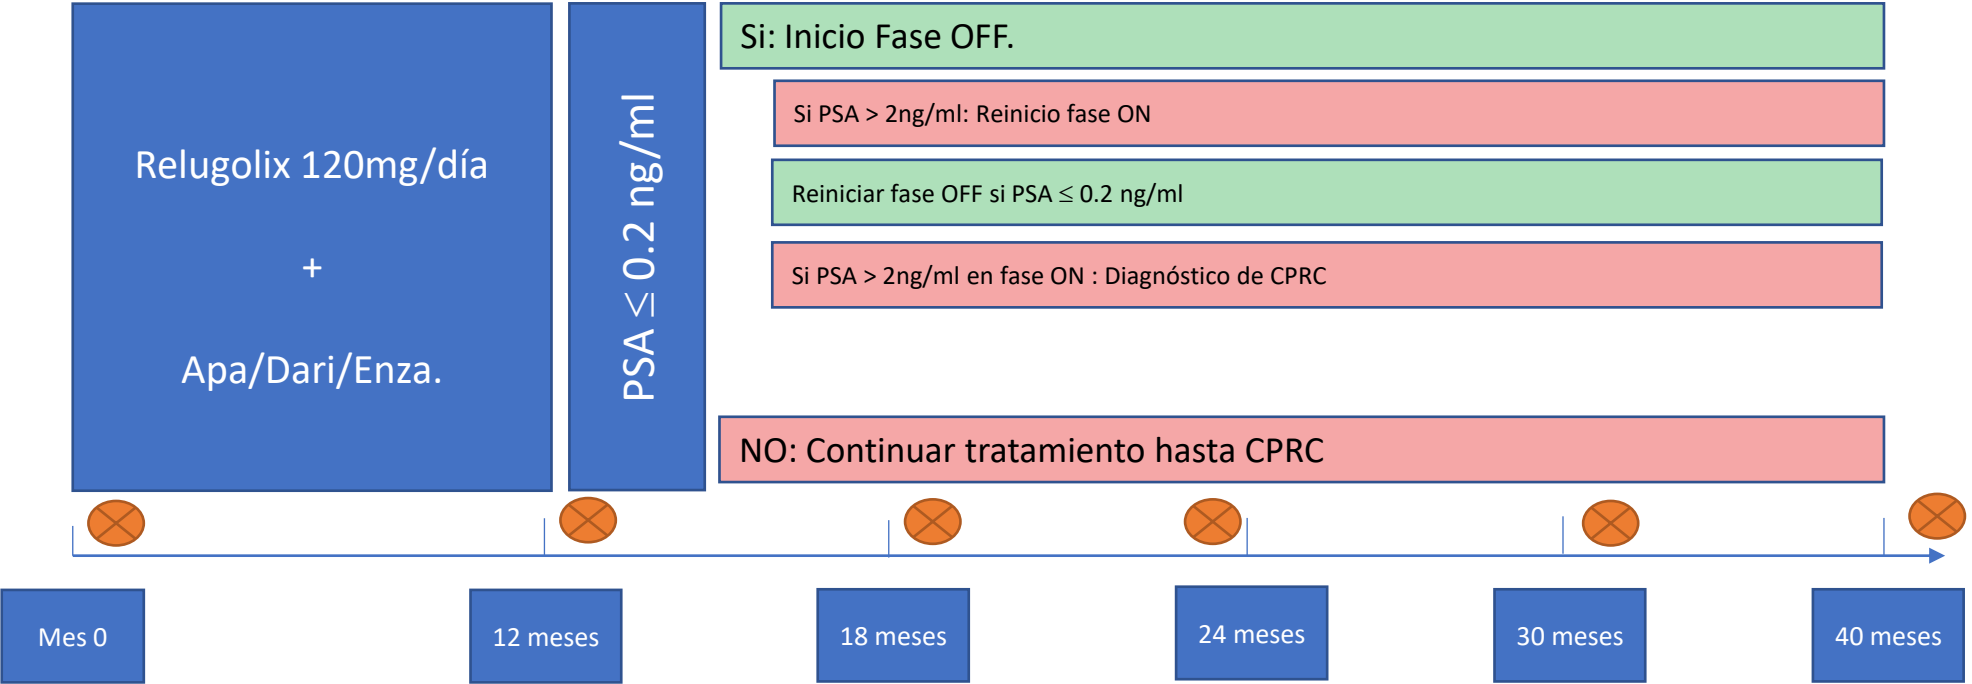 Relugolix 120mg/día
+
Apa/Dari/Enza.
PSA ≤ 0.2 ng/ml
Si: Inicio Fase OFF.
Si PSA > 2ng/ml: Reinicio fase ON
Reiniciar fase OFF si PSA ≤ 0.2 ng/ml
Si PSA > 2ng/ml en fase ON : Diagnóstico de CPRC
NO: Continuar tratamiento hasta CPRC
Mes 0
12 meses
18 meses
24 meses
30 meses
40 meses